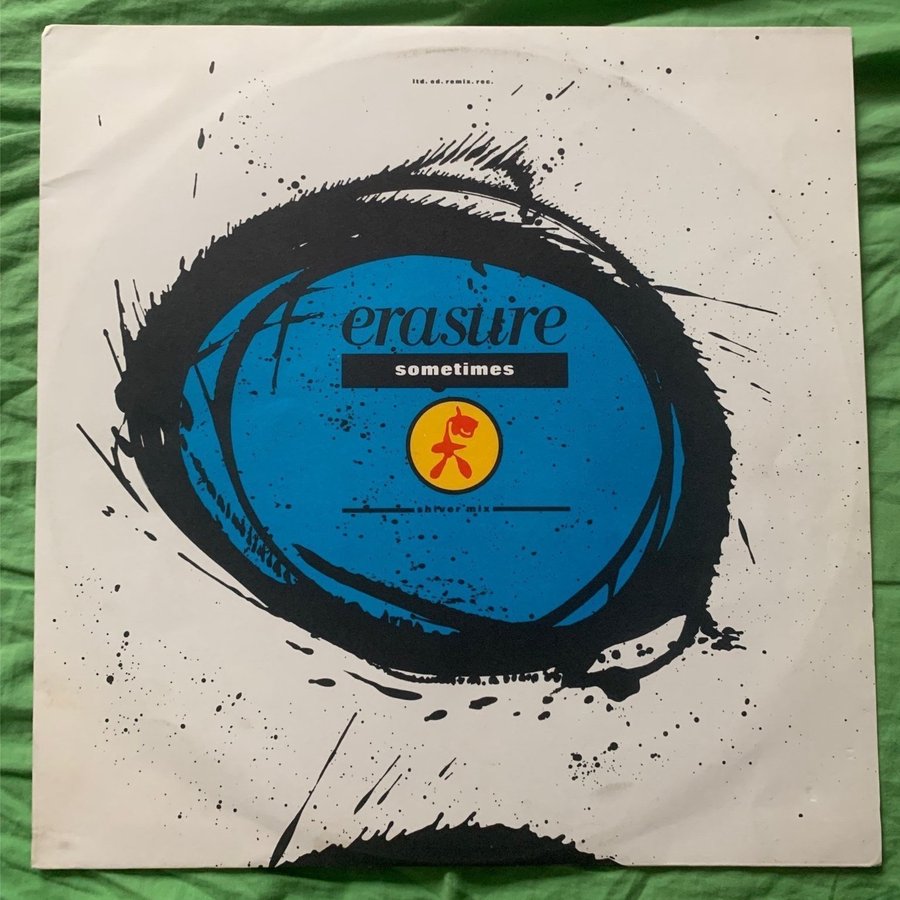 ltd. ed. remix. rec.
erasure
sometimes
shiver mix